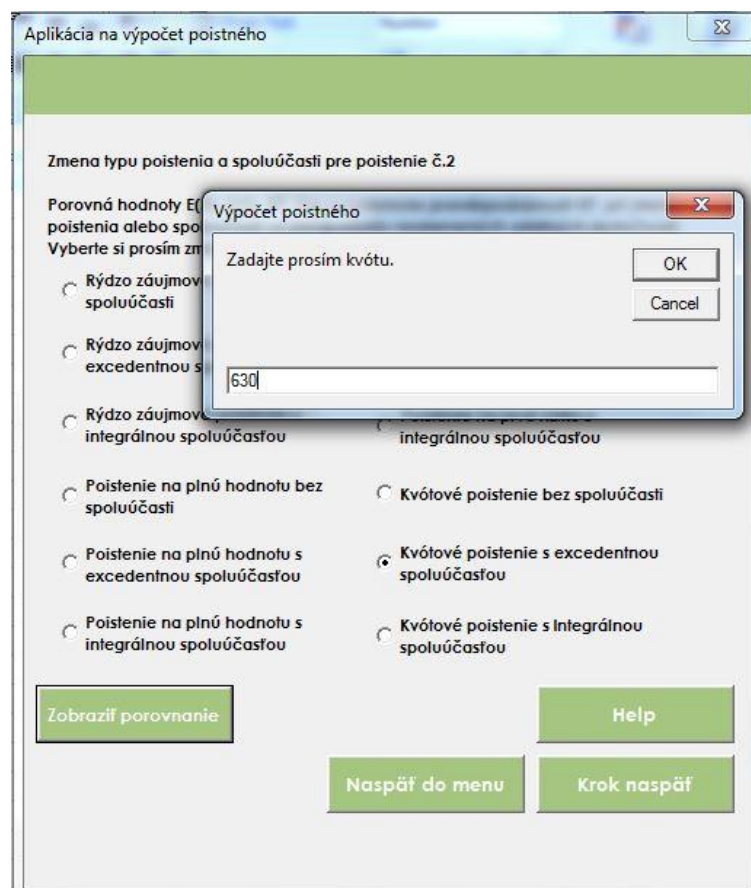 Aplikácia na výpočet poistného
Zmena typu poistenia a spoluúčasti pre poistenie č.2
Porovná hodnoty E(
poistenia alebo spo
Vyberte si prosím zm
Výpočet poistného
Zadajte prosím kvótu.
OK
Cancel
630
Rýdzo záujmov
spoluúčasti
Rýdzo záujmov
excedentnou s
Rýdzo záujmov
integrálnou spoluúčasťou
Poistenie na plnú hodnotu bez
spoluúčasti
Poistenie na plnú hodnotu s
excedentnou spoluúčasťou
Poistenie na plnú hodnotu s
integrálnou spoluúčasťou
integrálnou spoluúčasťou
Kvótové poistenie bez spoluúčasti
Kvótové poistenie s excedentnou
spoluúčasťou
Kvótové poistenie s Integrálnou
spoluúčasťou
Zobraziť porovnanie
Help
Naspäť do menu
Krok naspäť